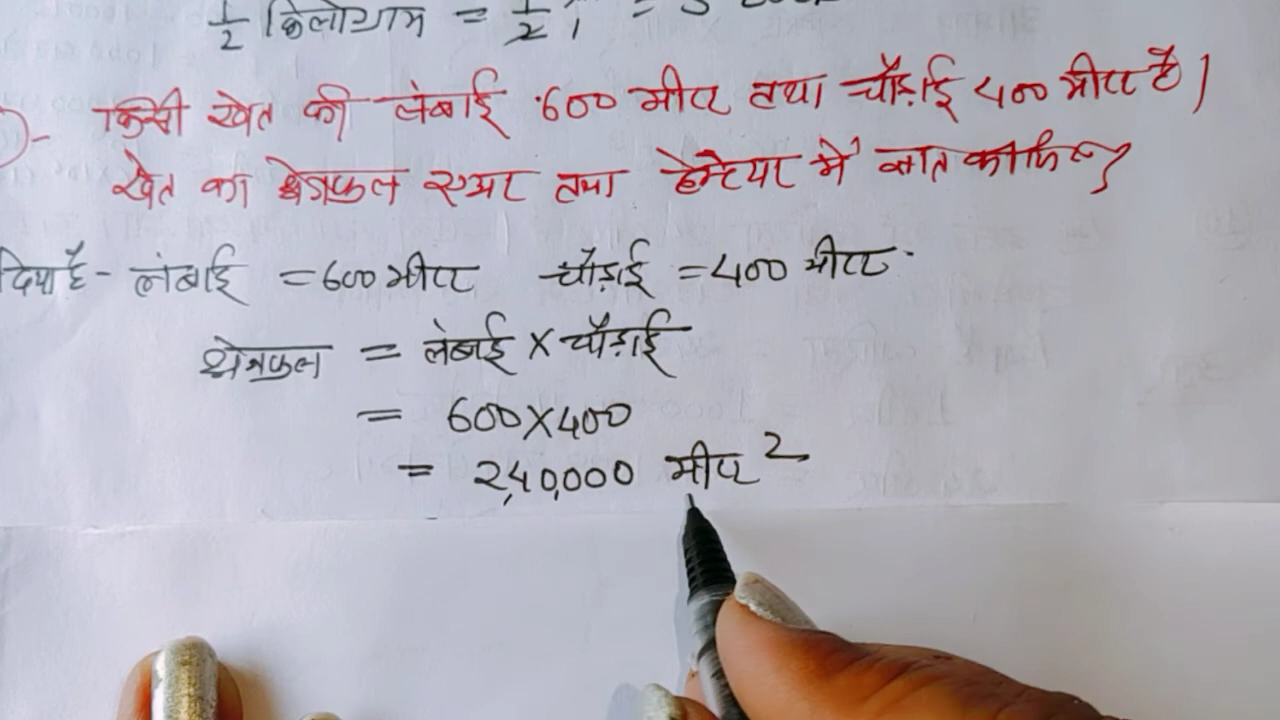 1/2 किलोग्राम = 1/2
किसी खेत की लंबाई 600 मीटर तथा चौड़ाई 400 मीटर है।
खेत का क्षेत्रफल एअर तथा हेक्टेयर में ज्ञात कीजिए
दिया है - लंबाई = 600 मीटर चौड़ाई = 400 मीटर
क्षेत्रफल = लंबाई X चौड़ाई
= 600X400
= 2,40,000 मीटर²